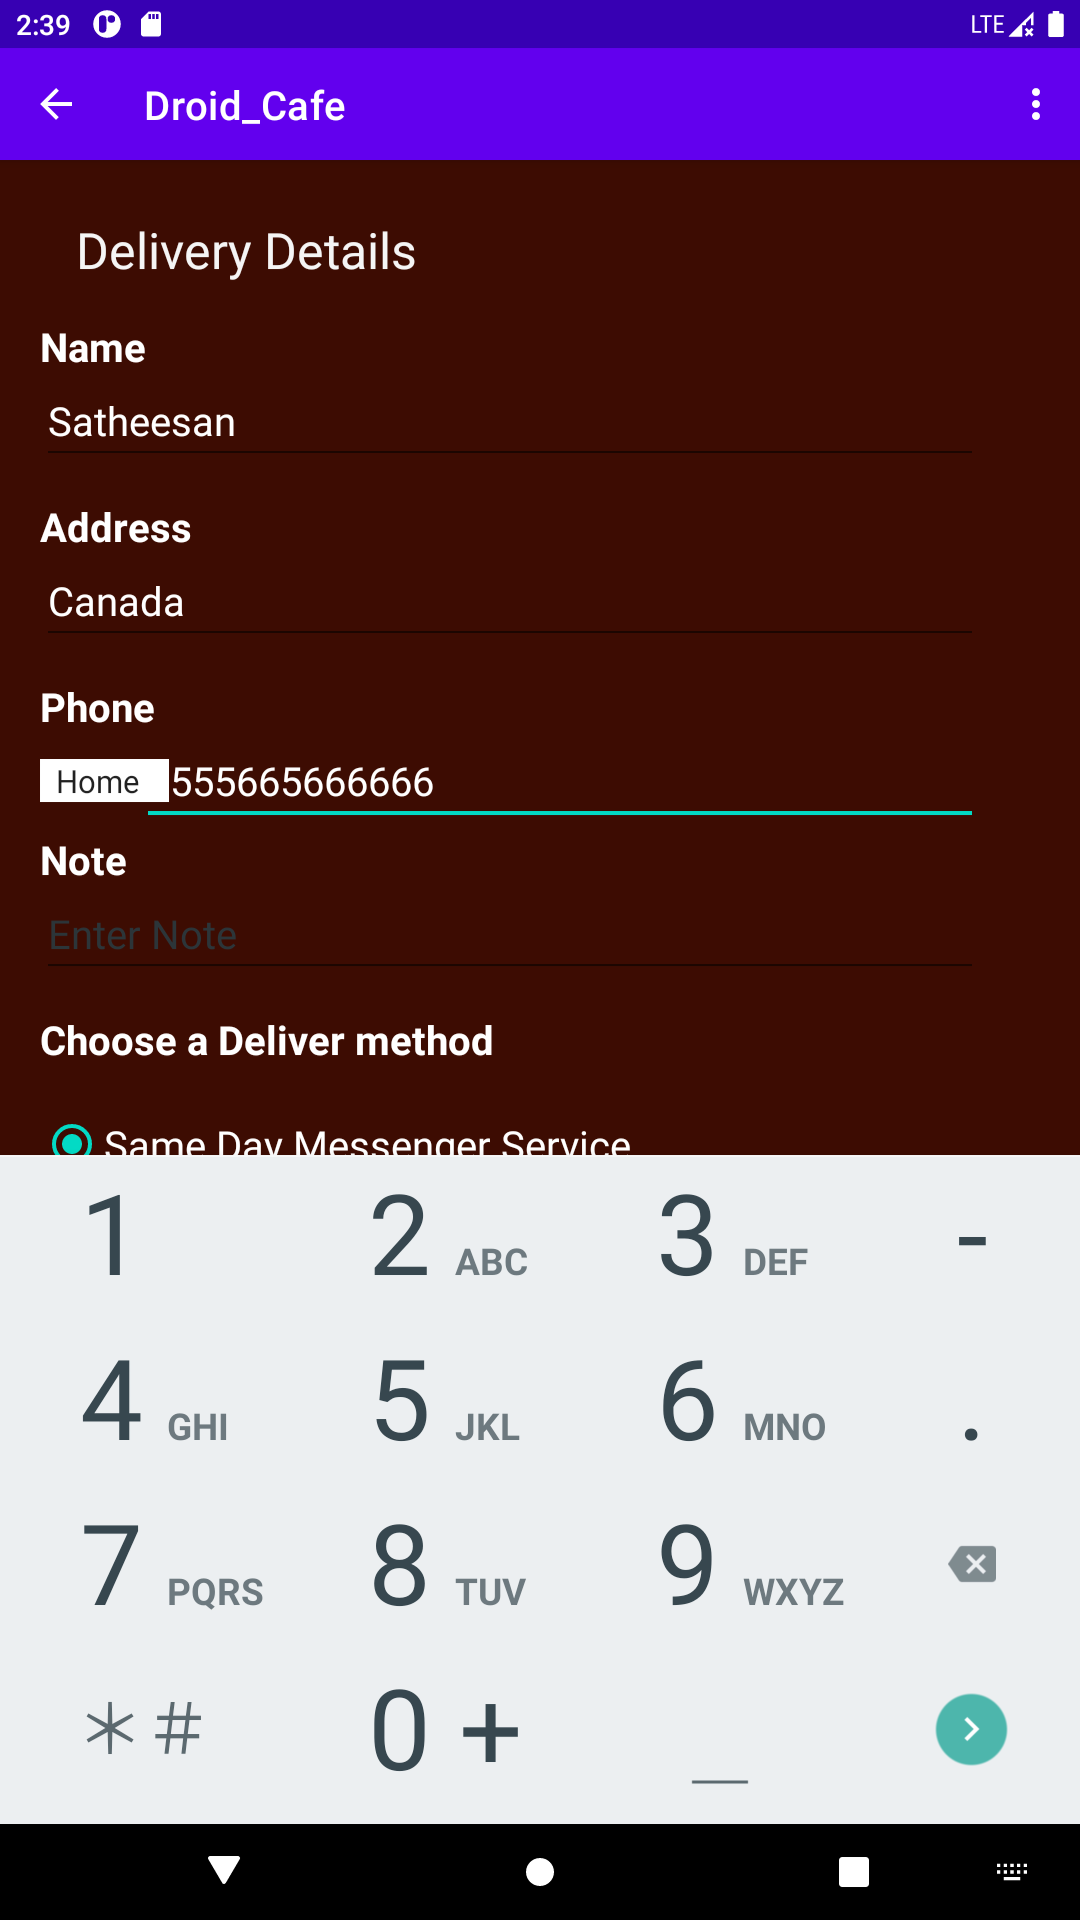 2:39 LTE
Droid_Cafe
Delivery Details
Name
Satheesan
Address
Canada
Phone
Home 555665666666
Note
Enter Note
Choose a Deliver method
Same Day Messenger Service
1 2 ABC 3 DEF -
4 GHI 5 JKL 6 MNO .
7 PQRS 8 TUV 9 WXYZ
* # 0 + _